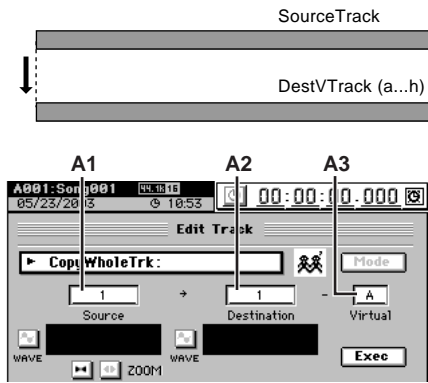 SourceTrack
DestVTrack (a...h)
A1 A2 A3
A001:Song001 44.1k 16
05/23/2003 10:53 00:00:00.000
Edit Track
CopyWholeTrk: Mode
1 → 1 – A
Source Destination Virtual
WAVE WAVE
ZOOM Exec